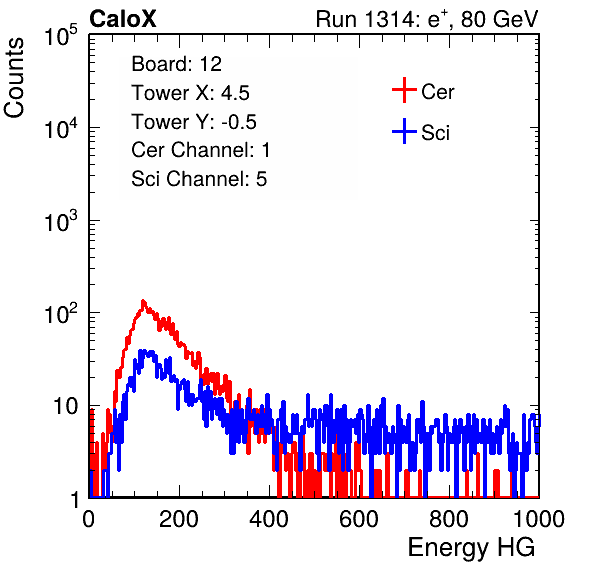 CaloX Run 1314: e⁺, 80 GeV
Counts
10⁵
10⁴
10³
10²
10
1
Board: 12
Tower X: 4.5
Tower Y: -0.5
Cer Channel: 1
Sci Channel: 5
Cer
Sci
0 200 400 600 800 1000
Energy HG